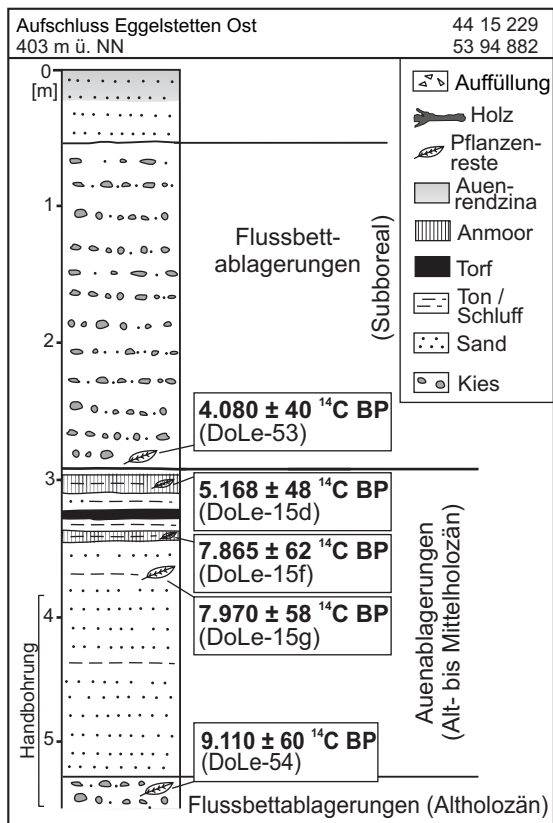 Aufschluss Eggelstetten Ost
44 15 229
403 m ü. NN
53 94 882
0
[m]
1
2
3
4
5
Handbohrung
Flussbett-
ablagerungen
(Subboreal)
4.080 ± 40 ¹⁴C BP
(DoLe-53)
5.168 ± 48 ¹⁴C BP
(DoLe-15d)
7.865 ± 62 ¹⁴C BP
(DoLe-15f)
7.970 ± 58 ¹⁴C BP
(DoLe-15g)
9.110 ± 60 ¹⁴C BP
(DoLe-54)
Auenablagerungen
(Alt- bis Mittelholozän)
Flussbettablagerungen (Altholozän)
Auffüllung
Holz
Pflanzen-
reste
Auen-
rendzina
Anmoor
Torf
Ton /
Schluff
Sand
Kies